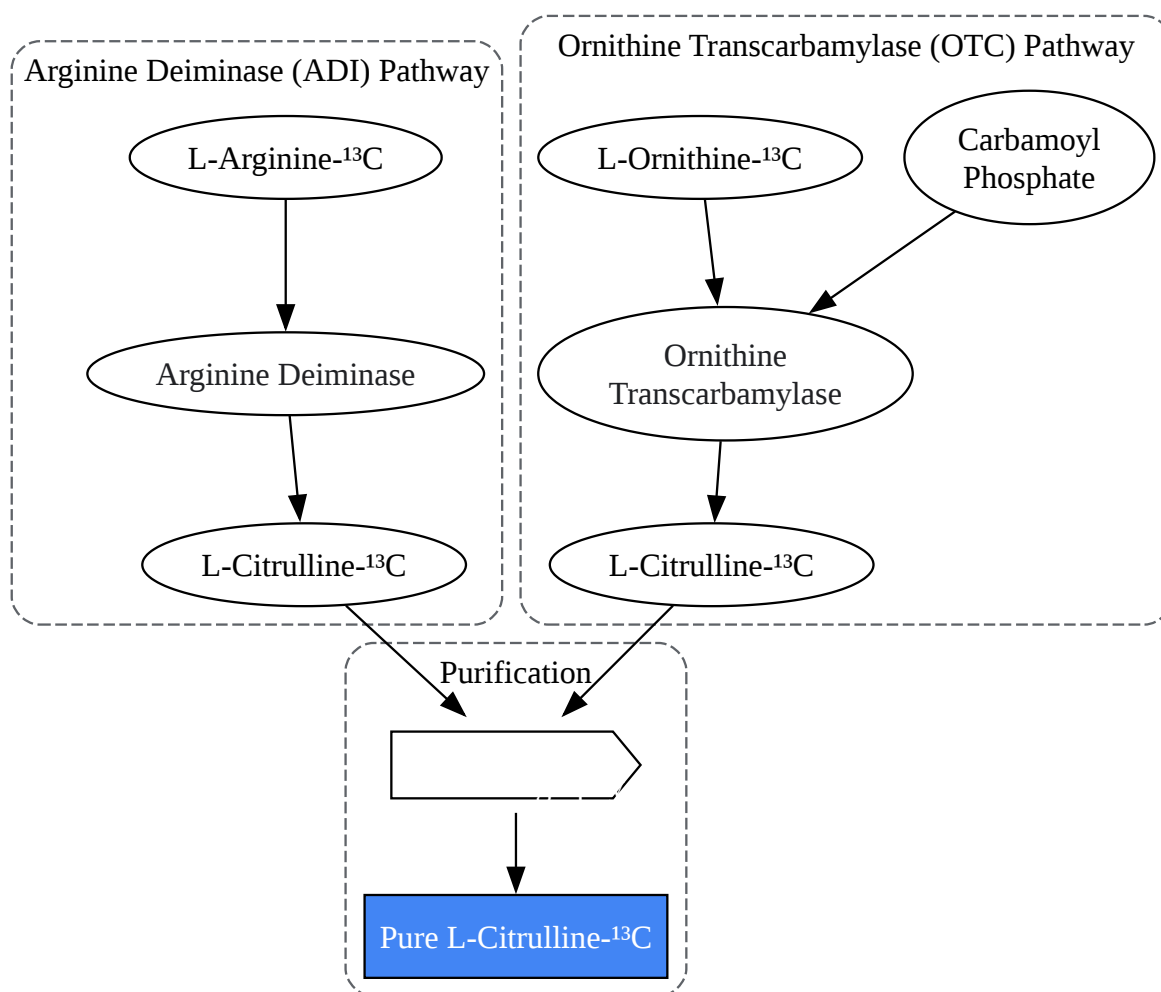 Arginine Deiminase (ADI) Pathway
L-Arginine-¹³C
Arginine Deiminase
L-Citrulline-¹³C
Ornithine Transcarbamylase (OTC) Pathway
L-Ornithine-¹³C
Carbamoyl
Phosphate
Ornithine
Transcarbamylase
L-Citrulline-¹³C
Purification
Pure L-Citrulline-¹³C